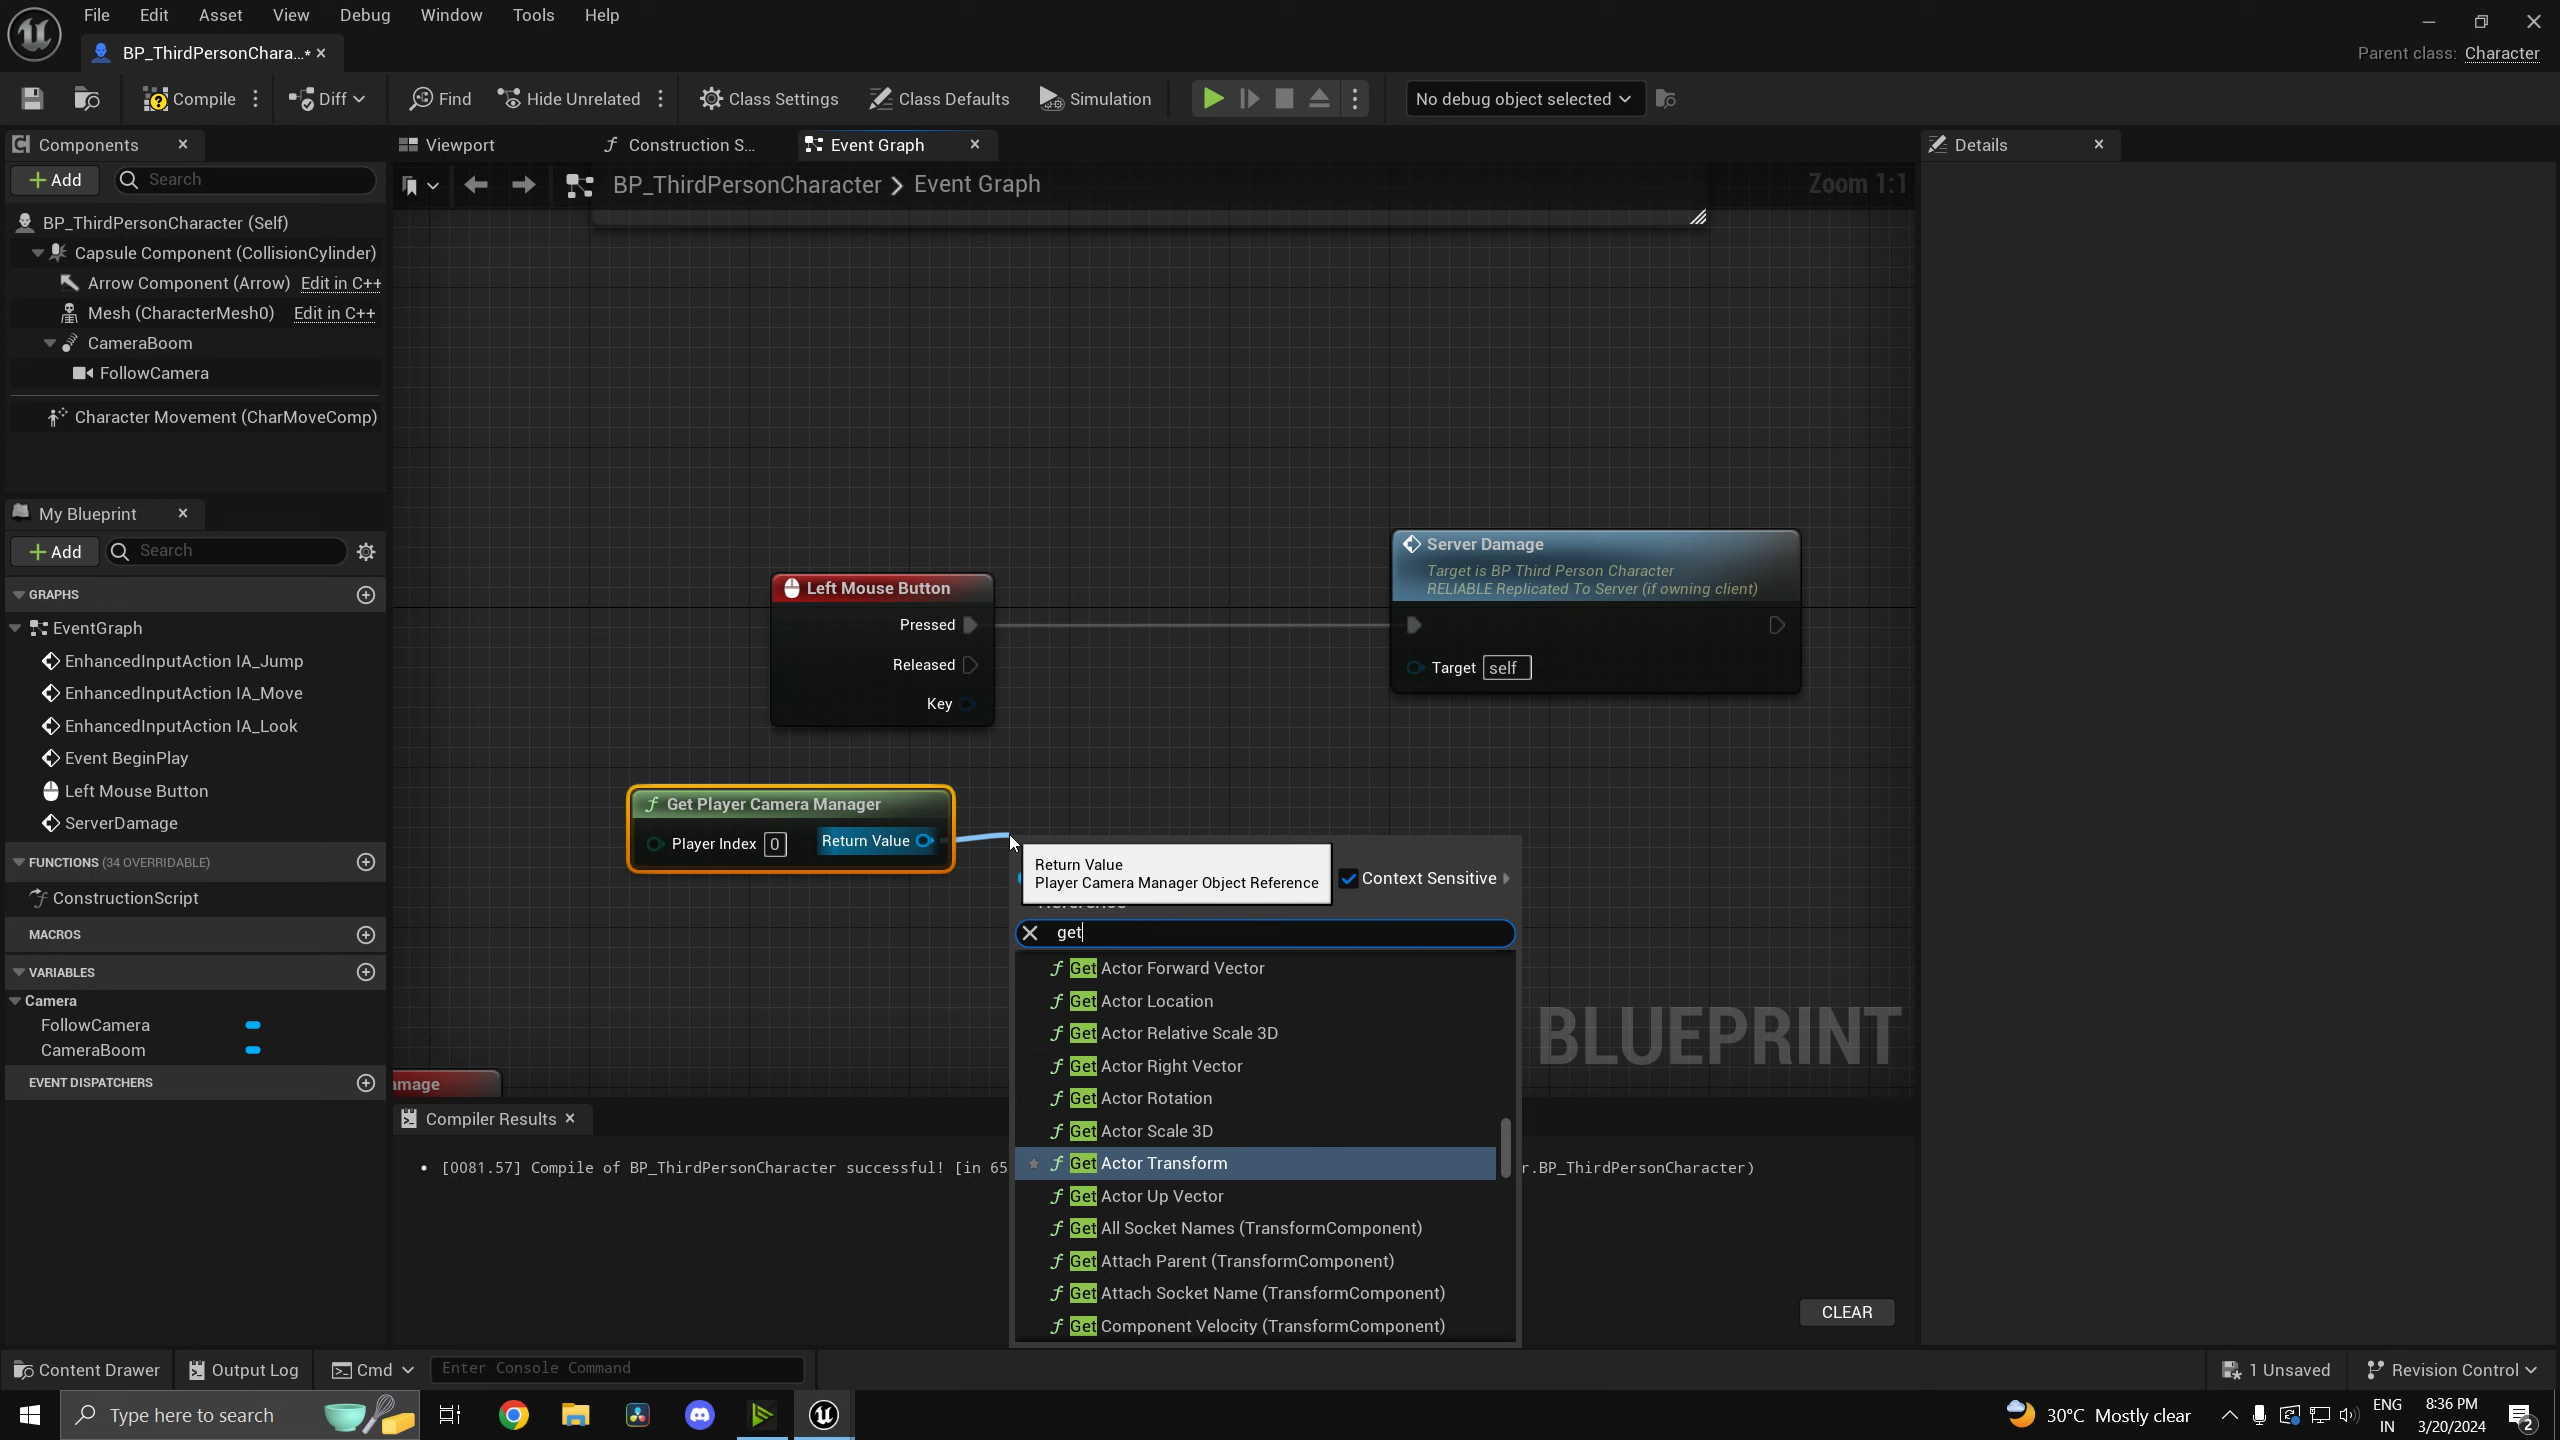 File Edit Asset View Debug Window Tools Help
BP_ThirdPersonChara...*
Parent class: Character
Compile Diff Find Hide Unrelated Class Settings Class Defaults Simulation No debug object selected
Components
Add Search
BP_ThirdPersonCharacter (Self)
Capsule Component (CollisionCylinder)
Arrow Component (Arrow) Edit in C++
Mesh (CharacterMesh0) Edit in C++
CameraBoom
FollowCamera
Character Movement (CharMoveComp)
My Blueprint
Add Search
GRAPHS
EventGraph
EnhancedInputAction IA_Jump
EnhancedInputAction IA_Move
EnhancedInputAction IA_Look
Event BeginPlay
Left Mouse Button
ServerDamage
FUNCTIONS (34 OVERRIDABLE)
ConstructionScript
MACROS
VARIABLES
Camera
FollowCamera
CameraBoom
EVENT DISPATCHERS
Viewport Construction S... Event Graph
BP_ThirdPersonCharacter > Event Graph
Zoom 1:1
Left Mouse Button
Pressed
Released
Key
Server Damage
Target is BP Third Person Character
RELIABLE Replicated To Server (if owning client)
Target self
Get Player Camera Manager
Player Index 0 Return Value
Return Value
Player Camera Manager Object Reference
Context Sensitive
get
Get Actor Forward Vector
Get Actor Location
Get Actor Relative Scale 3D
Get Actor Right Vector
Get Actor Rotation
Get Actor Scale 3D
Get Actor Transform
Get Actor Up Vector
Get All Socket Names (TransformComponent)
Get Attach Parent (TransformComponent)
Get Attach Socket Name (TransformComponent)
Get Component Velocity (TransformComponent)
BLUEPRINT
amage
Compiler Results
[0081.57] Compile of BP_ThirdPersonCharacter successful! [in 65 r.BP_ThirdPersonCharacter)
CLEAR
Details
Content Drawer Output Log Cmd Enter Console Command 1 Unsaved Revision Control
Type here to search
30°C Mostly clear
ENG
IN
8:36 PM
3/20/2024
2